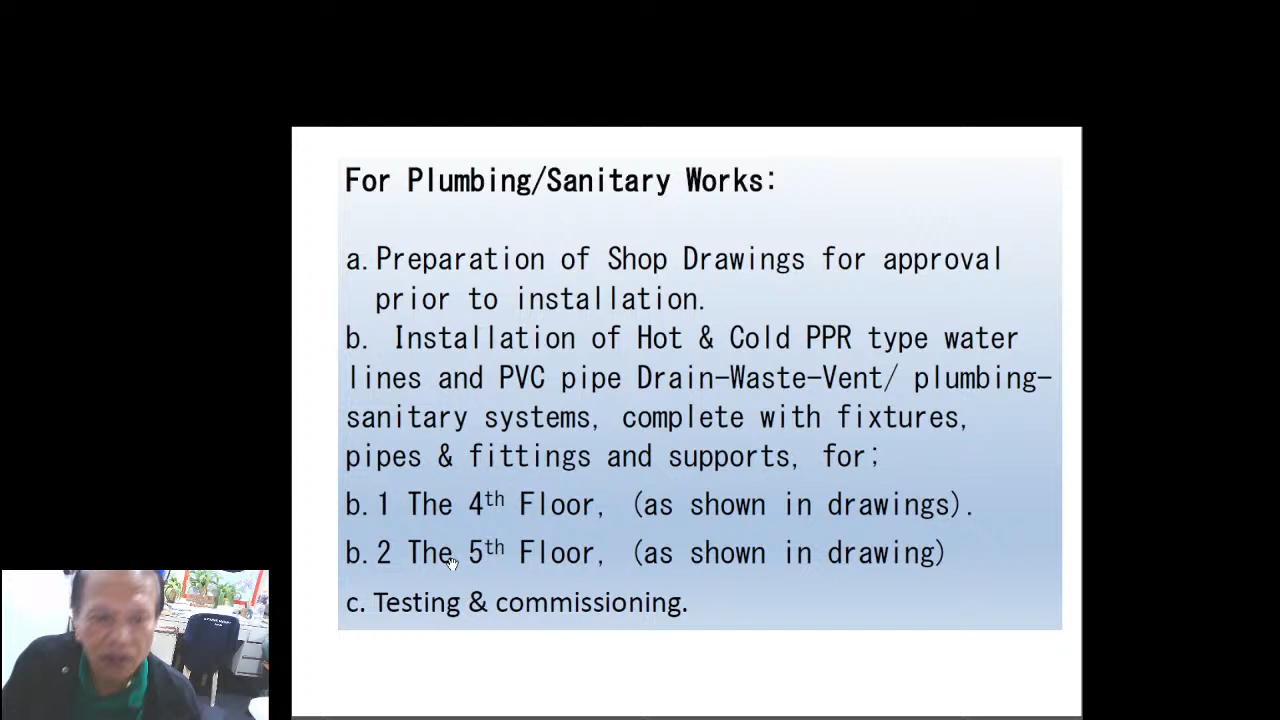 For Plumbing/Sanitary Works:
a. Preparation of Shop Drawings for approval
prior to installation.
b. Installation of Hot & Cold PPR type water
lines and PVC pipe Drain-Waste-Vent/ plumbing-
sanitary systems, complete with fixtures,
pipes & fittings and supports, for;
b.1 The 4th Floor, (as shown in drawings).
b.2 The 5th Floor, (as shown in drawing)
c. Testing & commissioning.